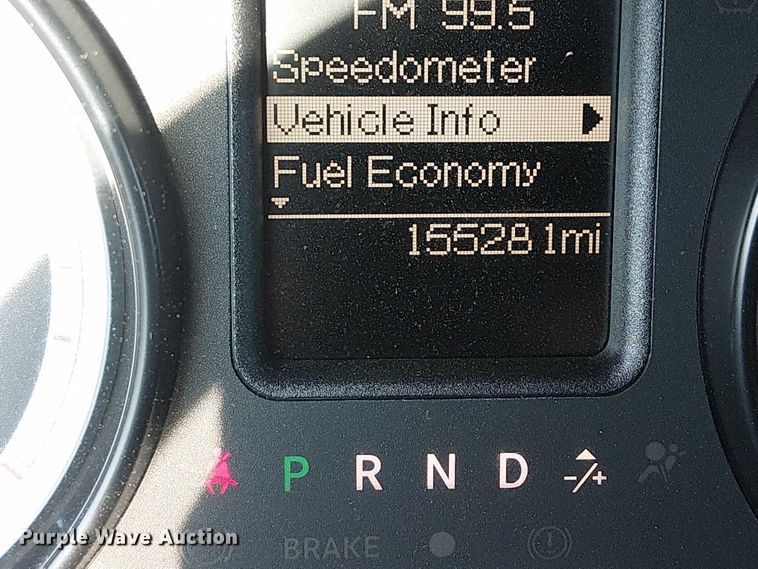 FM 99.5
Speedometer
Vehicle Info
Fuel Economy
155281mi
P R N D -/+
BRAKE
Purple Wave Auction